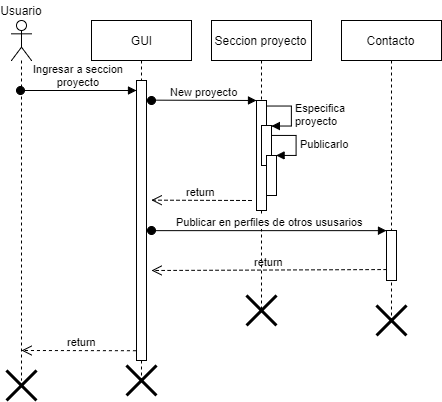 Usuario
GUI
Seccion proyecto
Contacto
Ingresar a seccion
proyecto
New proyecto
Especifica
proyecto
Publicarlo
return
Publicar en perfiles de otros ususarios
return
return